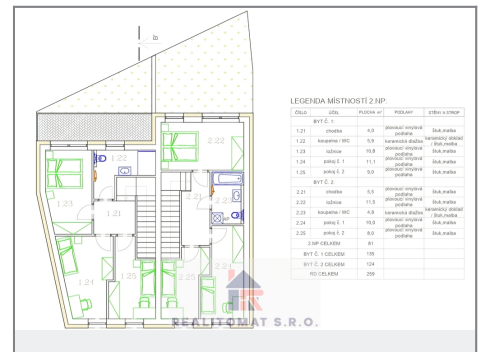 LEGENDA MÍSTNOSTÍ 2.NP:
ČÍSLO ÚČEL PLOCHA m² PODLAHY STĚNY A STROP
BYT Č. 1:
1.21 chodba 4,0 plovoucí vinylová podlaha štuk,malba
1.22 koupelna / WC 5,6 keramická dlažba keramický obklad / štuk,malba
1.23 ložnice 10,8 plovoucí vinylová podlaha štuk,malba
1.24 pokoj č. 1 11,1 plovoucí vinylová podlaha štuk,malba
1.25 pokoj č. 2 9,0 plovoucí vinylová podlaha štuk,malba
BYT Č. 2:
2.21 chodba 5,5 plovoucí vinylová podlaha štuk,malba
2.22 ložnice 11,5 plovoucí vinylová podlaha štuk,malba
2.23 koupelna / WC 4,8 keramická dlažba keramický obklad / štuk,malba
2.24 pokoj č. 1 10,0 plovoucí vinylová podlaha štuk,malba
2.25 pokoj č. 2 8,0 plovoucí vinylová podlaha štuk,malba
2.NP CELKEM 81
BYT Č. 1 CELKEM
BYT Č. 2 CELKEM 124
RD CELKEM 259
1.22
2.22
1.23
1.21
2.21
1.24
1.25
2.25
REALITOMAT S.R.O.